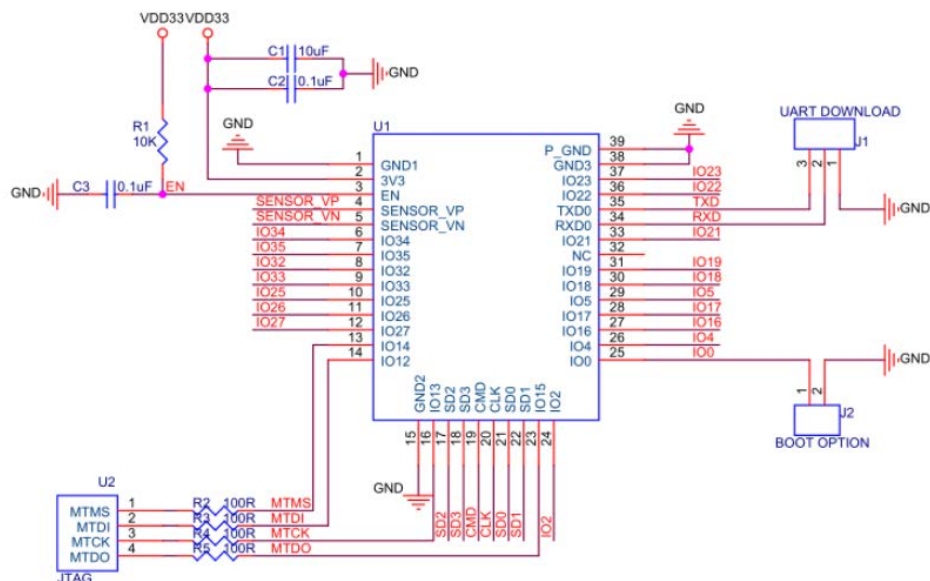 VDD33 VDD33
C1 10uF
GND
C2 0.1uF
R1
10K
GND
C3 0.1uF EN
GND
U1
1 GND1
2 3V3
3 EN
SENSOR_VP 4 SENSOR_VP
SENSOR_VN 5 SENSOR_VN
IO34 6 IO34
IO35 7 IO35
IO32 8 IO32
IO33 9 IO33
IO25 10 IO25
IO26 11 IO26
IO27 12 IO27
13 IO14
14 IO12
GND
P_GND 39
GND3 38
IO23 37 IO23
IO22 36 IO22
TXD0 35 TXD
RXD0 34 RXD
IO21 33 IO21
NC 32
IO19 31 IO19
IO18 30 IO18
IO5 29 IO5
IO17 28 IO17
IO16 27 IO16
IO4 26 IO4
IO0 25 IO0
UART DOWNLOAD
J1
3 2 1
GND
GND
1 2
J2
BOOT OPTION
GND2 IO13 SD2 SD3 CMD CLK SD0 SD1 IO15 IO2
15 16 17 18 19 20 21 22 23 24
GND
SD2 SD3 CMD CLK SD0 SD1 IO2
U2
MTMS 1 R2 100R MTMS
MTDI 2 R3 100R MTDI
MTCK 3 R4 100R MTCK
MTDO 4 R5 100R MTDO
JTAG